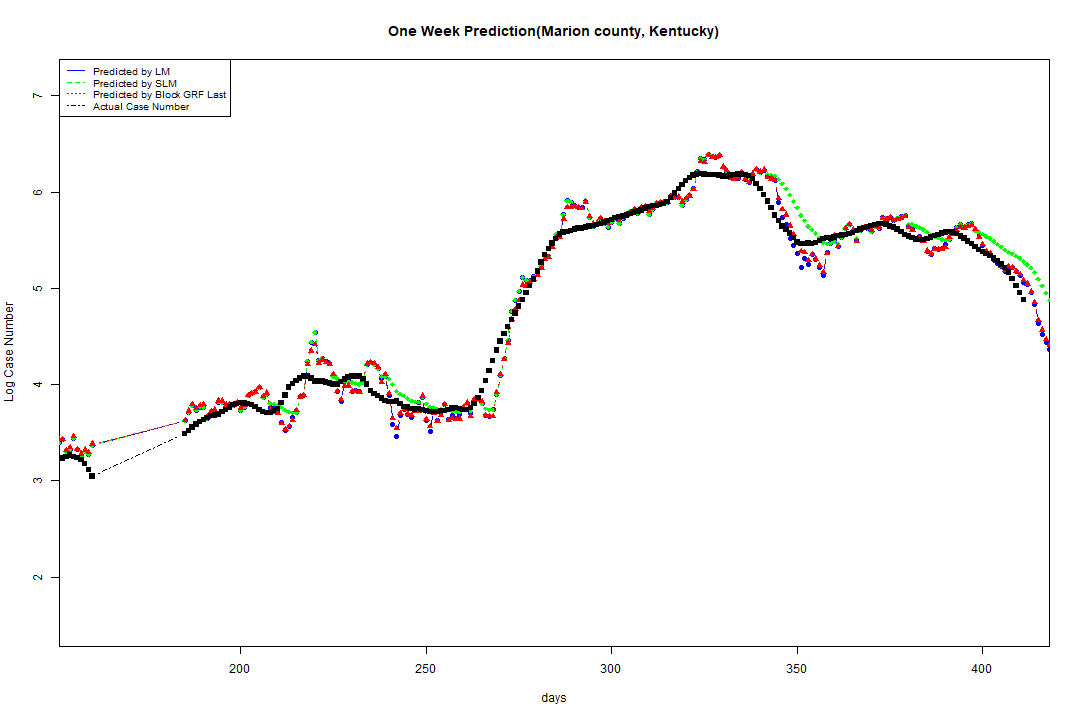 One Week Prediction(Marion county, Kentucky)
Predicted by LM
Predicted by SLM
Predicted by Block GRF Last
Actual Case Number
Log Case Number
7
6
5
4
3
2
200 250 300 350 400
days